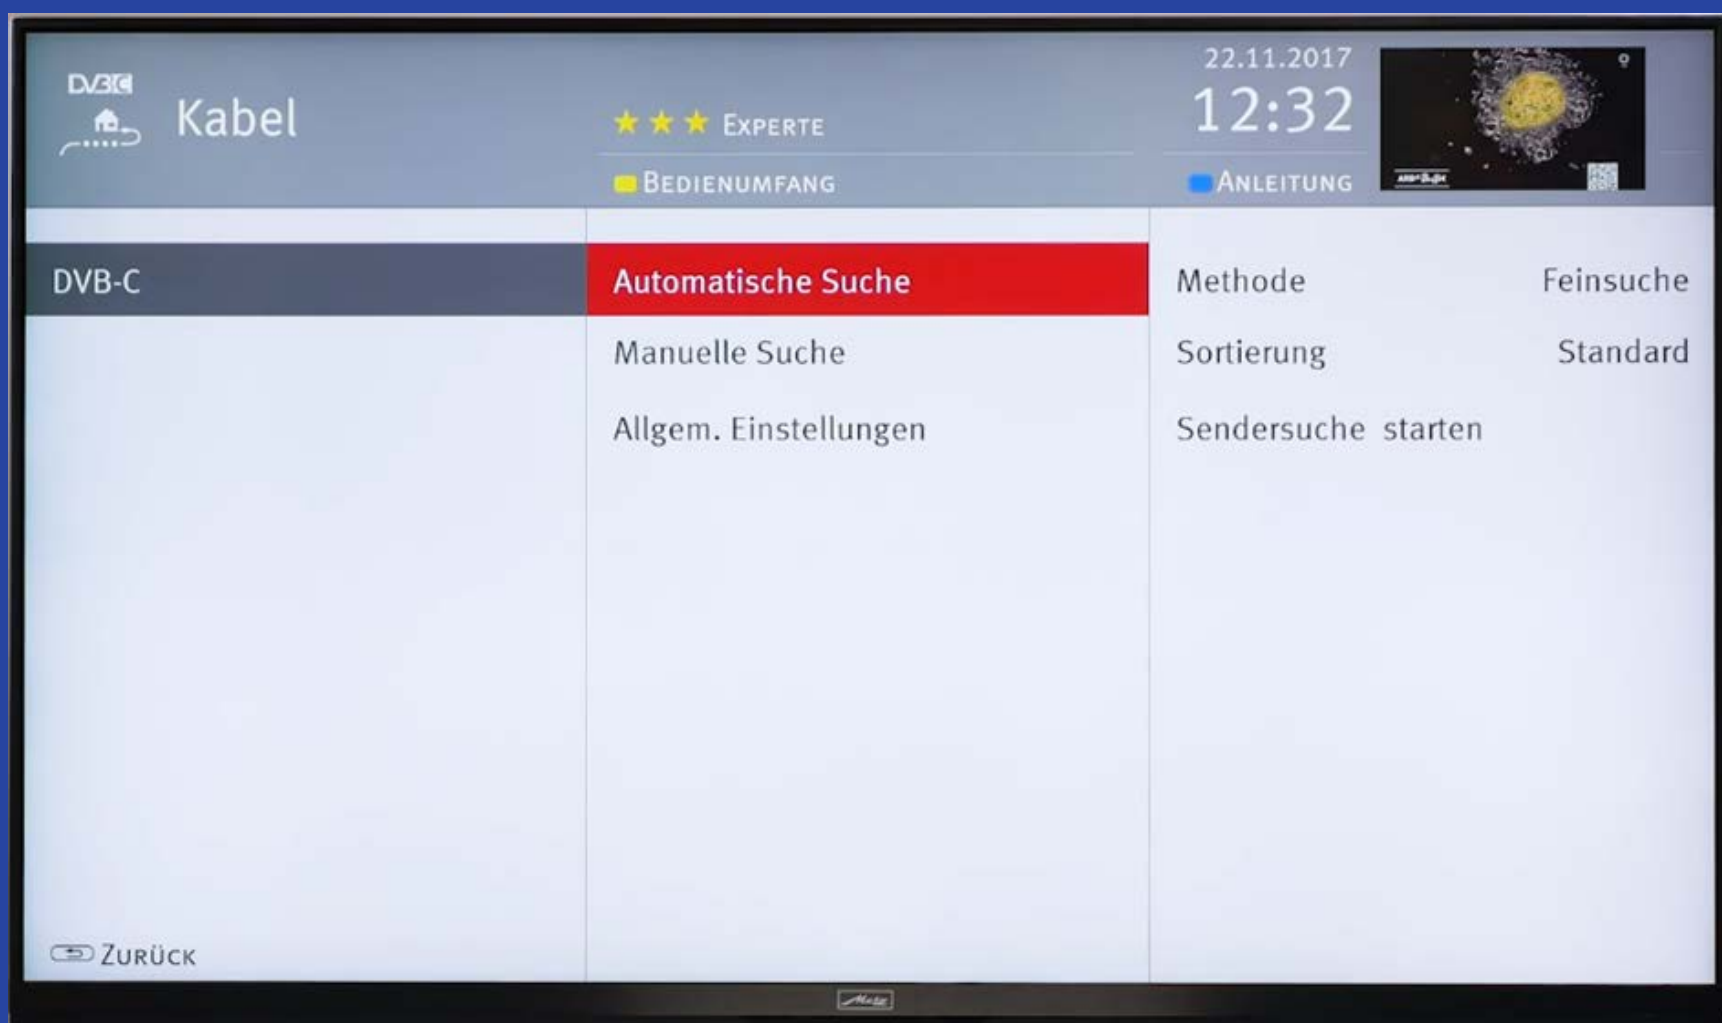 DVB C
Kabel
★★★ EXPERTE
BEDIENUMFANG
22.11.2017
12:32
ANLEITUNG
DVB-C
Automatische Suche
Manuelle Suche
Allgem. Einstellungen
Methode Feinsuche
Sortierung Standard
Sendersuche starten
ZURÜCK
Metz